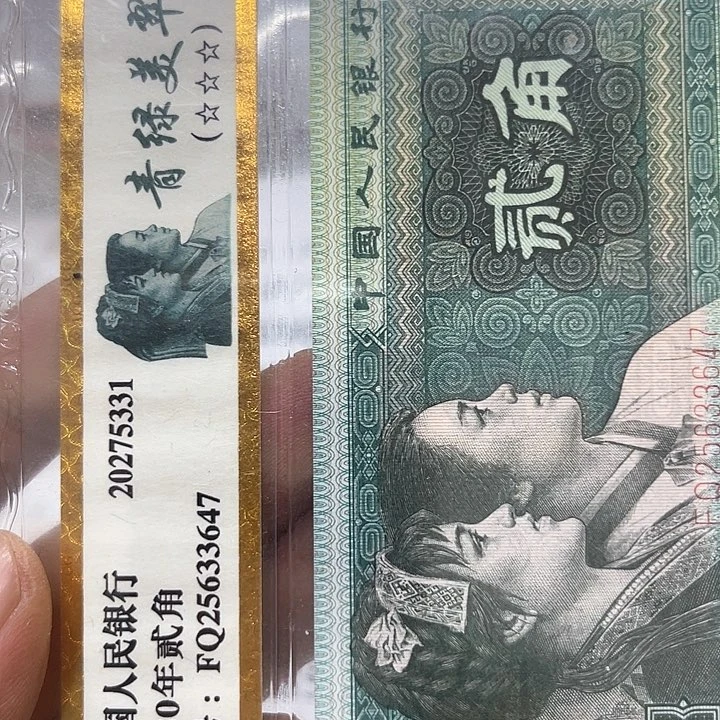 青绿美翠
(☆☆☆)
20275331
国人民银行
0年贰角
: FQ25633647
中国人民银行
贰角
FQ25633647